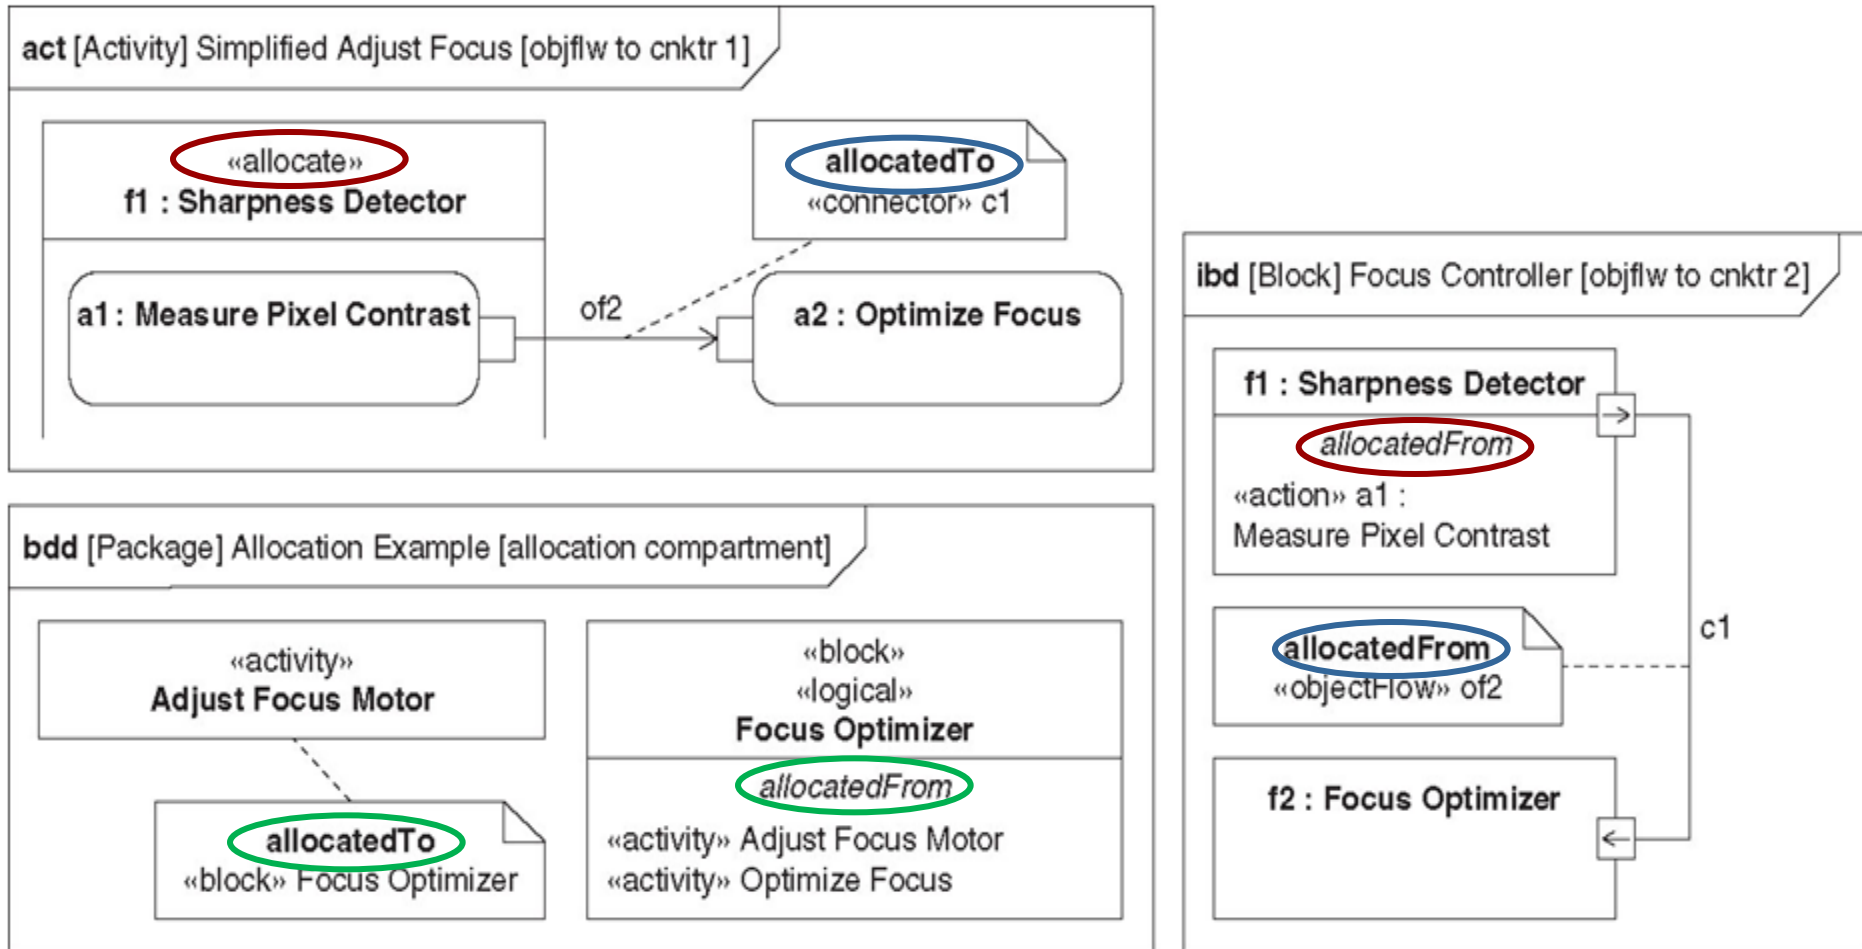 act [Activity] Simplified Adjust Focus [objflw to cnktr 1]
«allocate»
f1 : Sharpness Detector
allocatedTo
«connector» c1
a1 : Measure Pixel Contrast
of2
a2 : Optimize Focus
bdd [Package] Allocation Example [allocation compartment]
«activity»
Adjust Focus Motor
allocatedTo
«block» Focus Optimizer
«block»
«logical»
Focus Optimizer
allocatedFrom
«activity» Adjust Focus Motor
«activity» Optimize Focus
ibd [Block] Focus Controller [objflw to cnktr 2]
f1 : Sharpness Detector
allocatedFrom
«action» a1 :
Measure Pixel Contrast
allocatedFrom
«objectFlow» of2
c1
f2 : Focus Optimizer